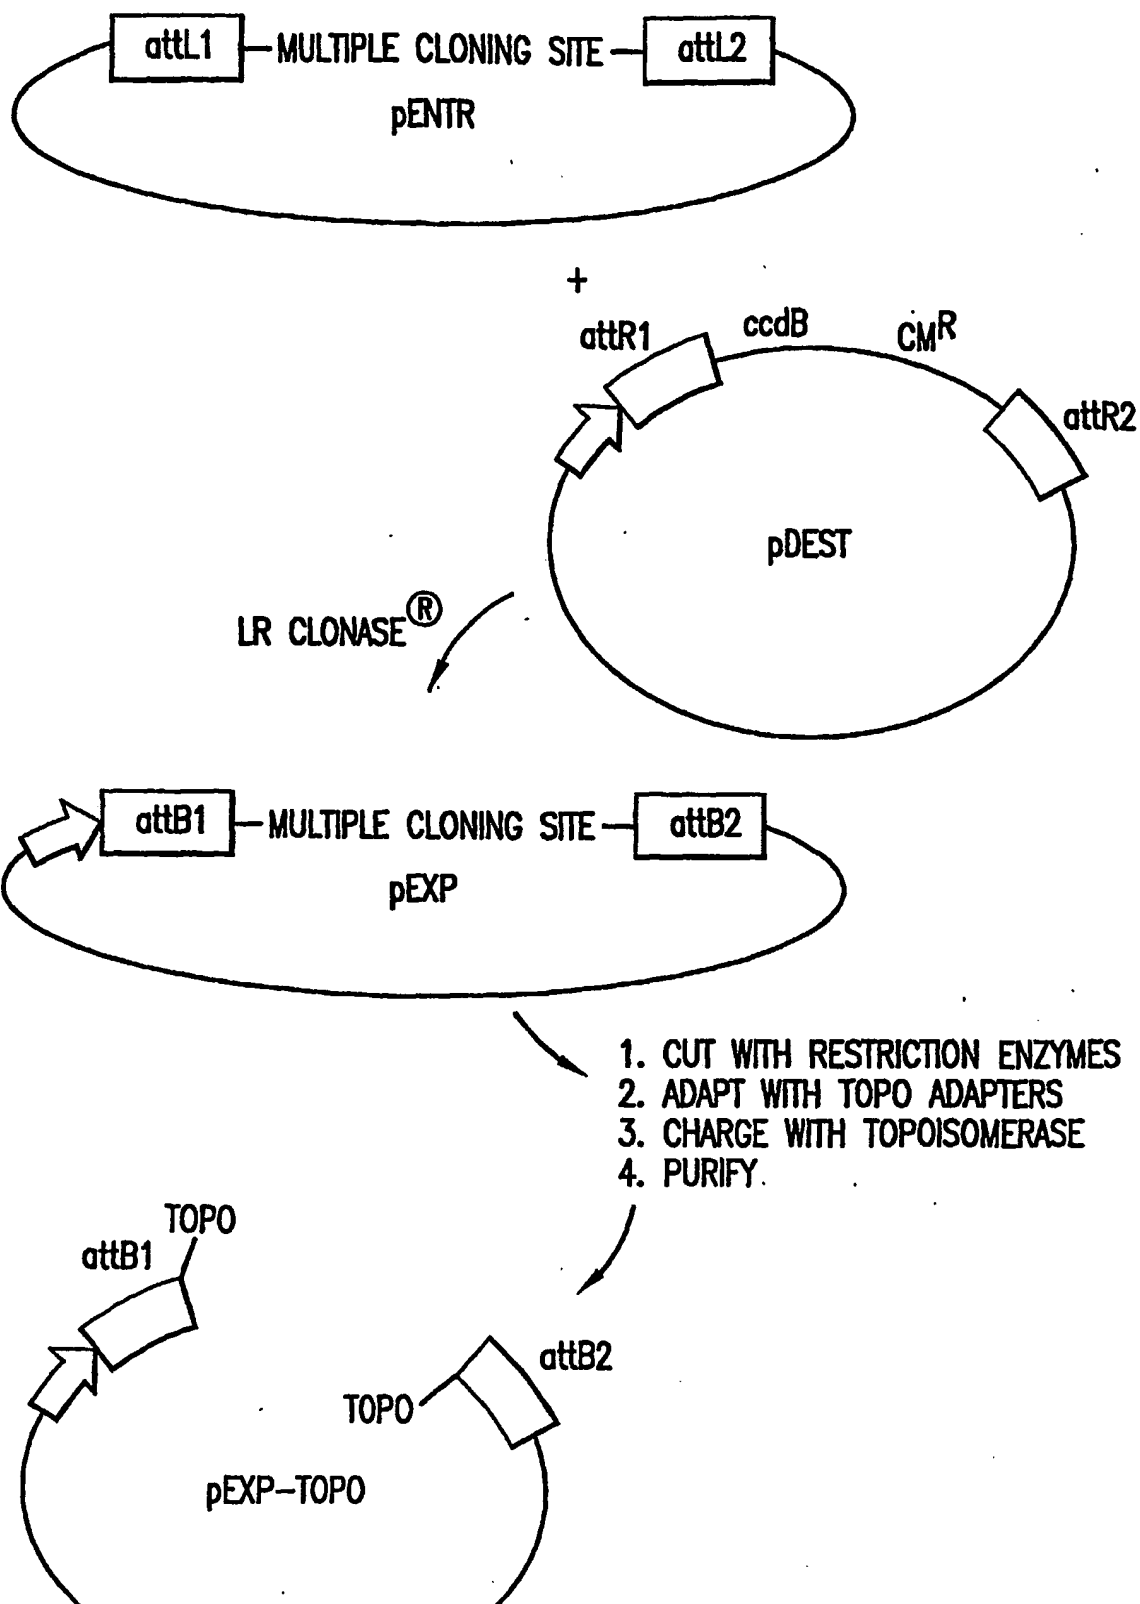 attL1 MULTIPLE CLONING SITE attL2
pENTR
+
attR1 ccdB CMR
attR2
pDEST
LR CLONASE®
attB1 MULTIPLE CLONING SITE attB2
pEXP
1. CUT WITH RESTRICTION ENZYMES
2. ADAPT WITH TOPO ADAPTERS
3. CHARGE WITH TOPOISOMERASE
4. PURIFY
TOPO
attB1
attB2
TOPO
pEXP-TOPO